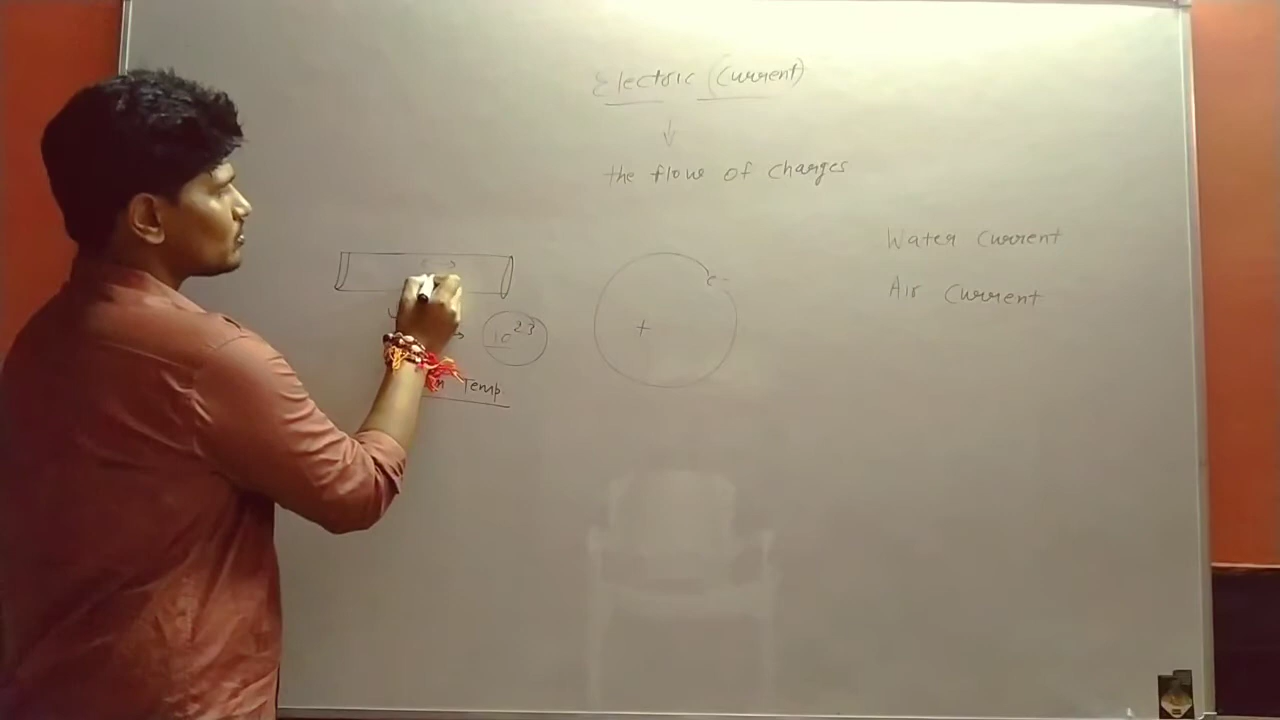 Electric (Current)
the flow of charges
Water Current
Air Current
e-
+
10^23
Temp